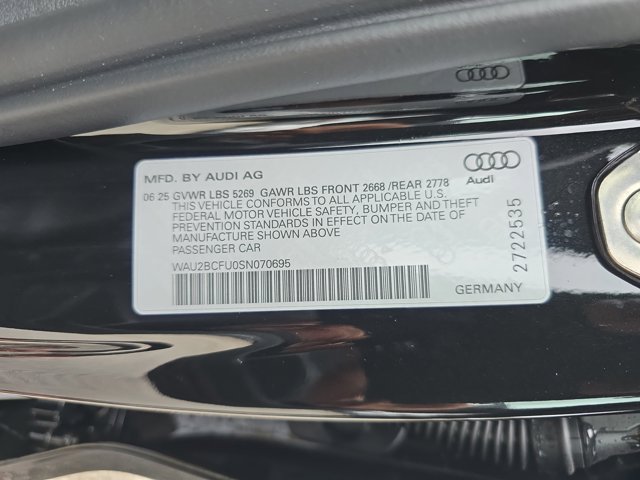 MFD. BY AUDI AG
06 25 GVWR LBS 5269 GAWR LBS FRONT 2668 /REAR 2778
THIS VEHICLE CONFORMS TO ALL APPLICABLE U.S.
FEDERAL MOTOR VEHICLE SAFETY, BUMPER AND THEFT
PREVENTION STANDARDS IN EFFECT ON THE DATE OF
MANUFACTURE SHOWN ABOVE
PASSENGER CAR
WAU2BCFU0SN070695
Audi
2722535
GERMANY